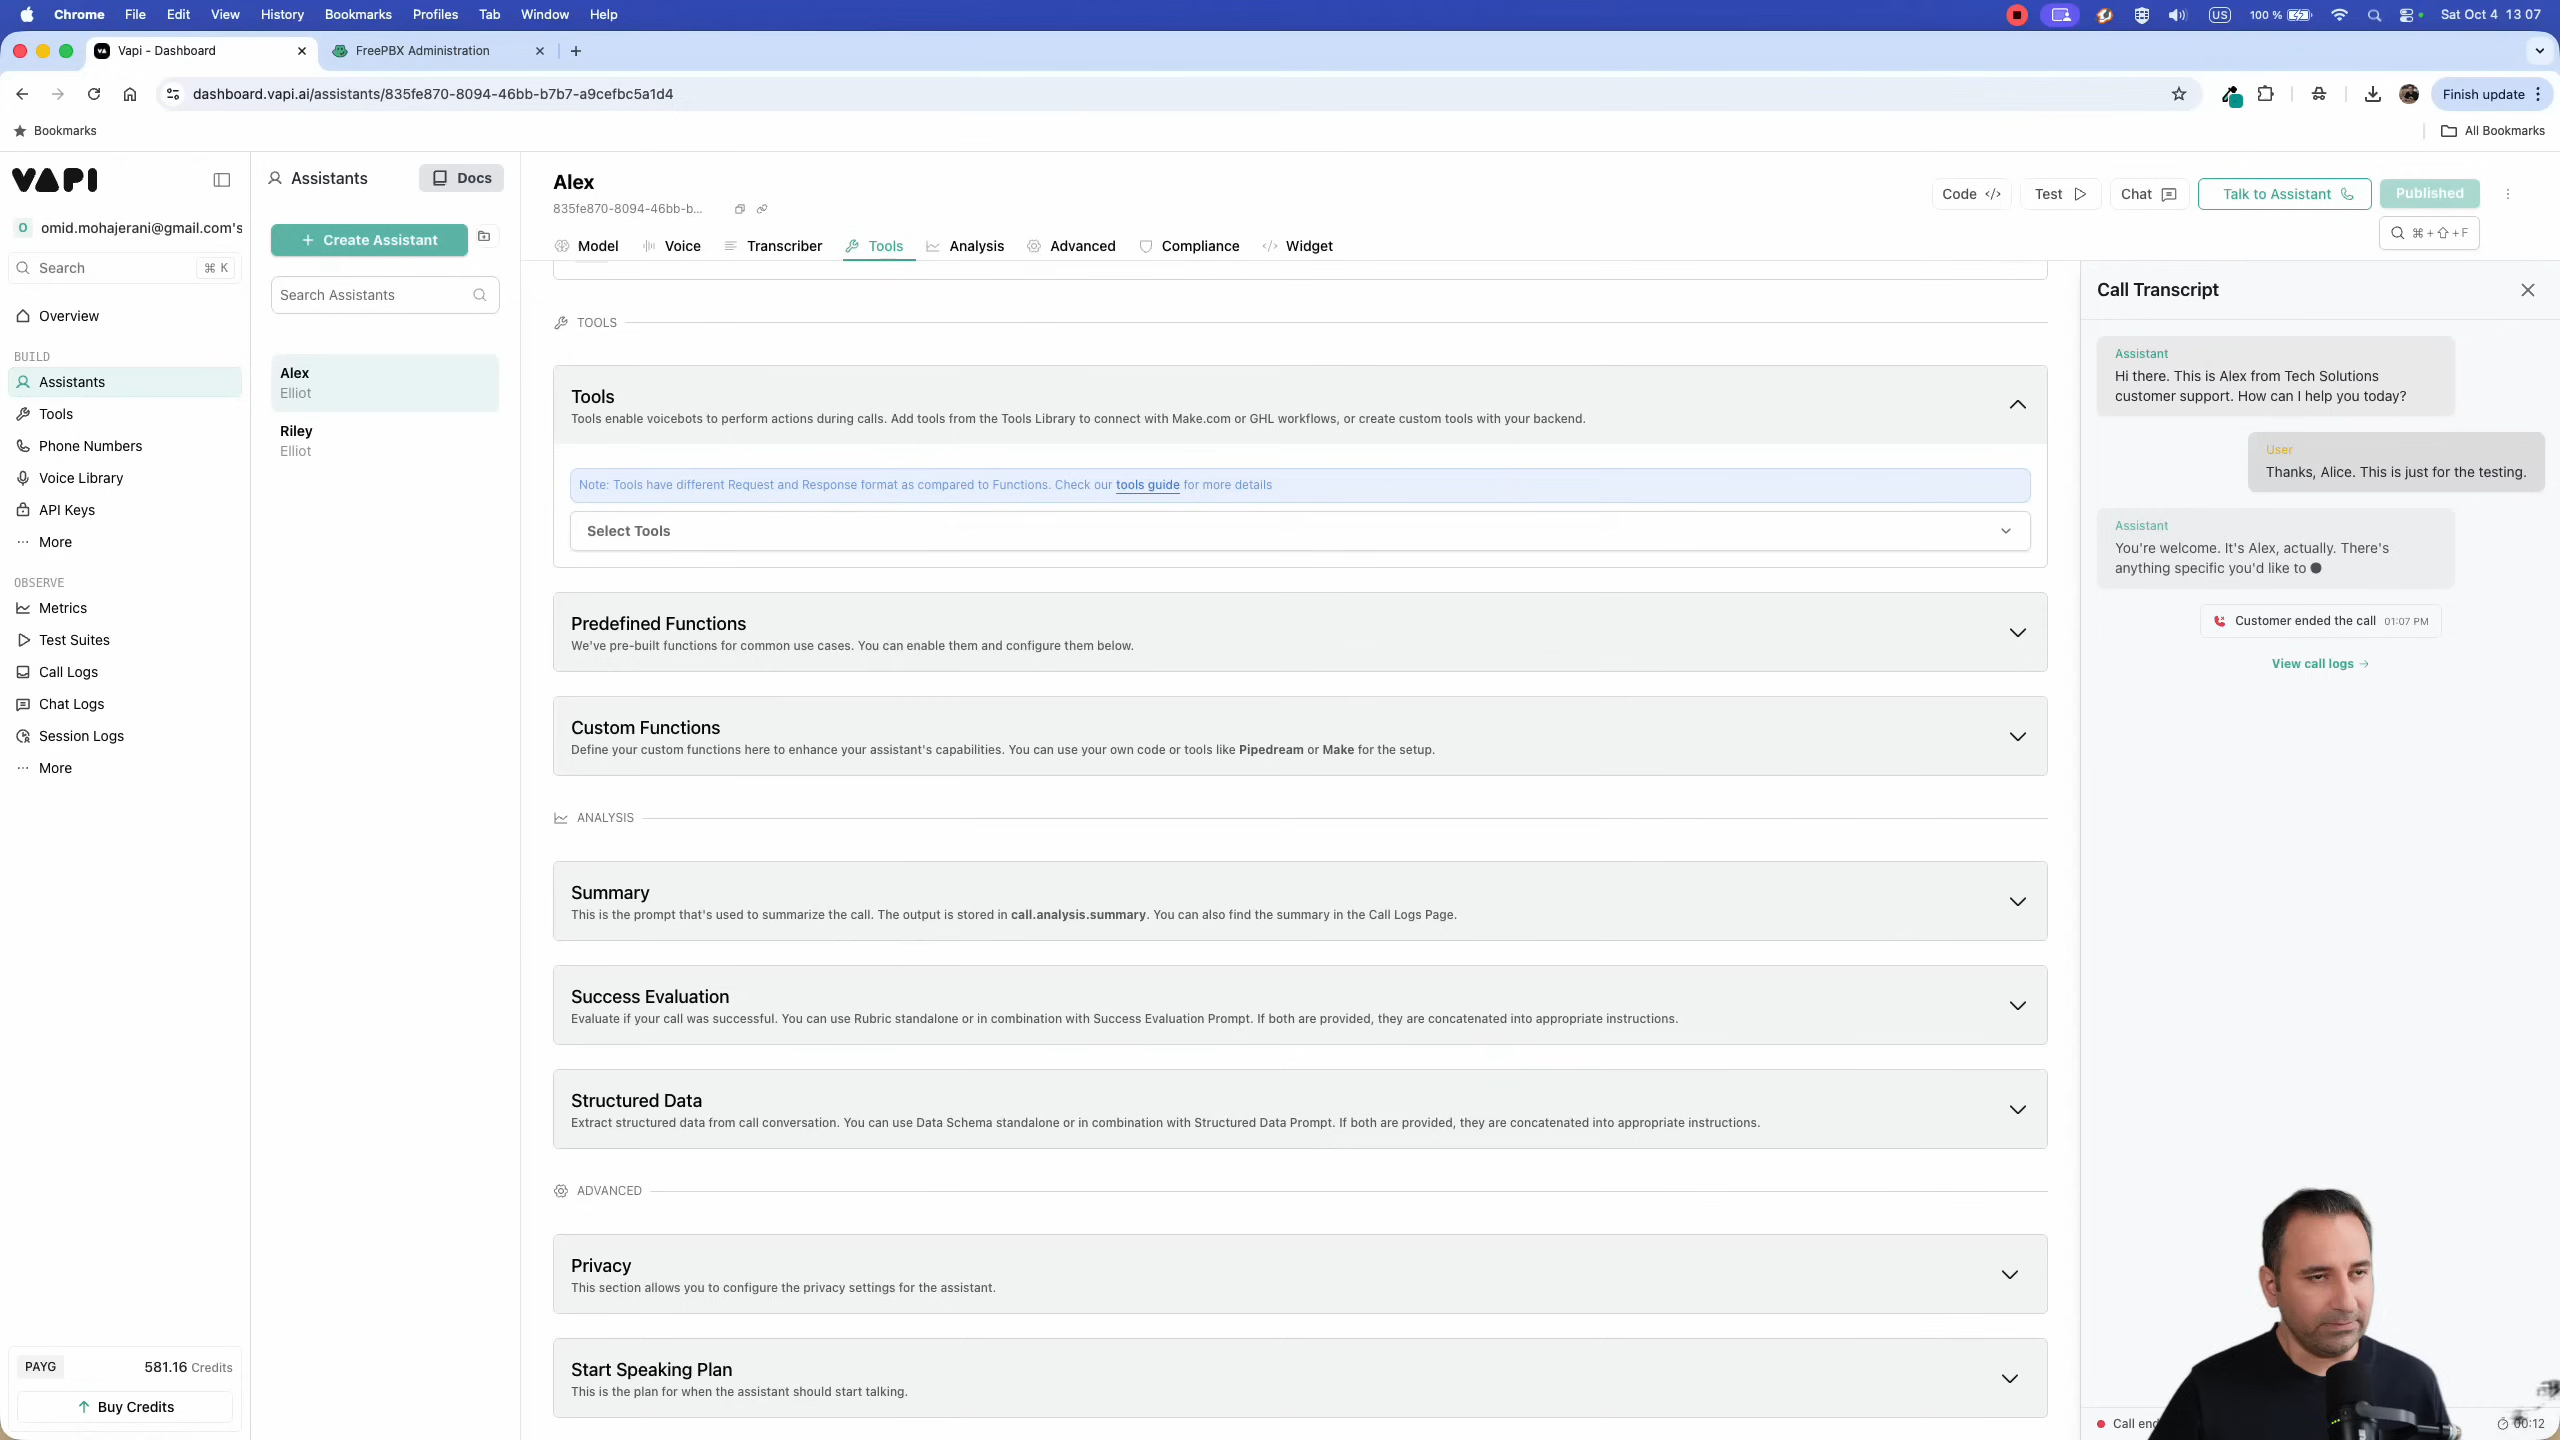 Chrome File Edit View History Bookmarks Profiles Tab Window Help
US 100 % Sat Oct 4 13 07
Vapi - Dashboard
FreePBX Administration
dashboard.vapi.ai/assistants/835fe870-8094-46bb-b7b7-a9cefbc5a1d4
Finish update
Bookmarks
All Bookmarks
VAPI
O omid.mohajerani@gmail.com's
Search ⌘ K
Overview
BUILD
Assistants
Tools
Phone Numbers
Voice Library
API Keys
More
OBSERVE
Metrics
Test Suites
Call Logs
Chat Logs
Session Logs
More
PAYG 581.16 Credits
Buy Credits
Assistants
Docs
Create Assistant
Search Assistants
Alex
Elliot
Riley
Elliot
Alex
835fe870-8094-46bb-b...
Code Test Chat Talk to Assistant Published
⌘ + ⇧ + F
Model Voice Transcriber Tools Analysis Advanced Compliance Widget
TOOLS
Tools
Tools enable voicebots to perform actions during calls. Add tools from the Tools Library to connect with Make.com or GHL workflows, or create custom tools with your backend.
Note: Tools have different Request and Response format as compared to Functions. Check our tools guide for more details
Select Tools
Predefined Functions
We've pre-built functions for common use cases. You can enable them and configure them below.
Custom Functions
Define your custom functions here to enhance your assistant's capabilities. You can use your own code or tools like Pipedream or Make for the setup.
ANALYSIS
Summary
This is the prompt that's used to summarize the call. The output is stored in call.analysis.summary. You can also find the summary in the Call Logs Page.
Success Evaluation
Evaluate if your call was successful. You can use Rubric standalone or in combination with Success Evaluation Prompt. If both are provided, they are concatenated into appropriate instructions.
Structured Data
Extract structured data from call conversation. You can use Data Schema standalone or in combination with Structured Data Prompt. If both are provided, they are concatenated into appropriate instructions.
ADVANCED
Privacy
This section allows you to configure the privacy settings for the assistant.
Start Speaking Plan
This is the plan for when the assistant should start talking.
Call Transcript
Assistant
Hi there. This is Alex from Tech Solutions
customer support. How can I help you today?
User
Thanks, Alice. This is just for the testing.
Assistant
You're welcome. It's Alex, actually. There's
anything specific you'd like to
Customer ended the call 01:07 PM
View call logs
Call end
00:12